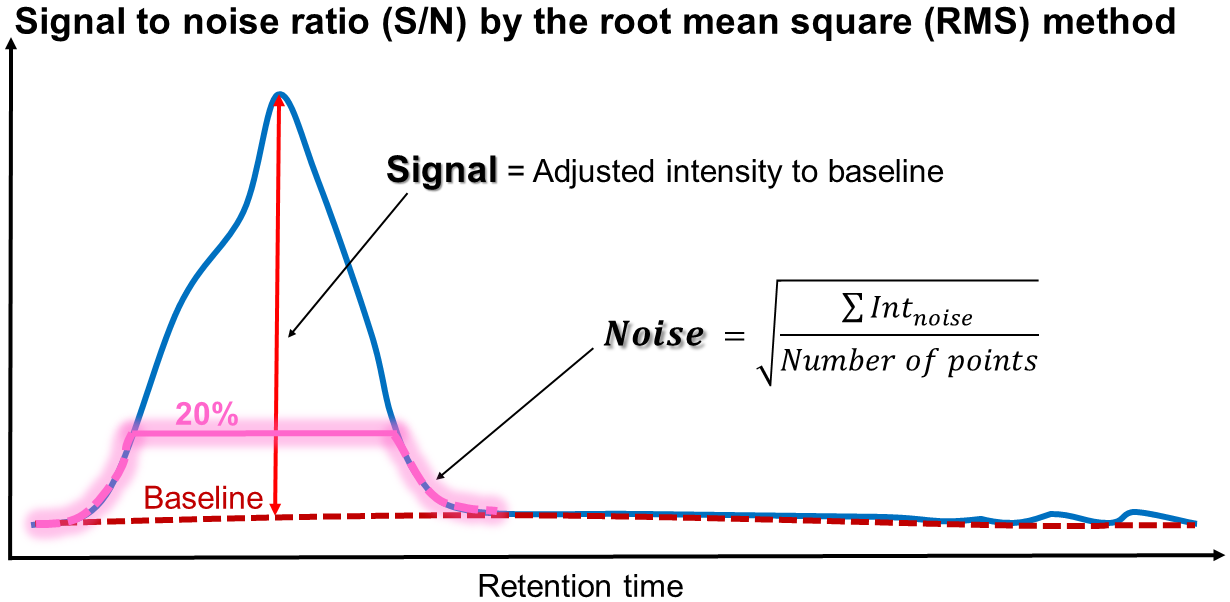 Signal to noise ratio (S/N) by the root mean square (RMS) method
Signal = Adjusted intensity to baseline
Noise = √(∑ Int_noise / Number of points)
20%
Baseline
Retention time